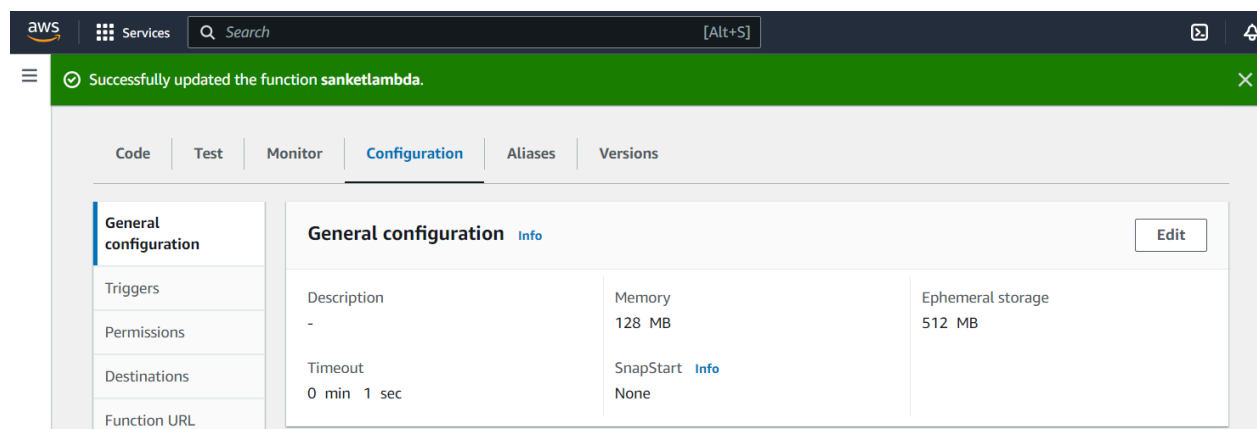 aws
Services
Search [Alt+S]
Successfully updated the function sanketlambda.
Code Test Monitor Configuration Aliases Versions
General
configuration
Triggers
Permissions
Destinations
Function URL
General configuration Info
Edit
Description
-
Memory
128 MB
Ephemeral storage
512 MB
Timeout
0 min 1 sec
SnapStart Info
None